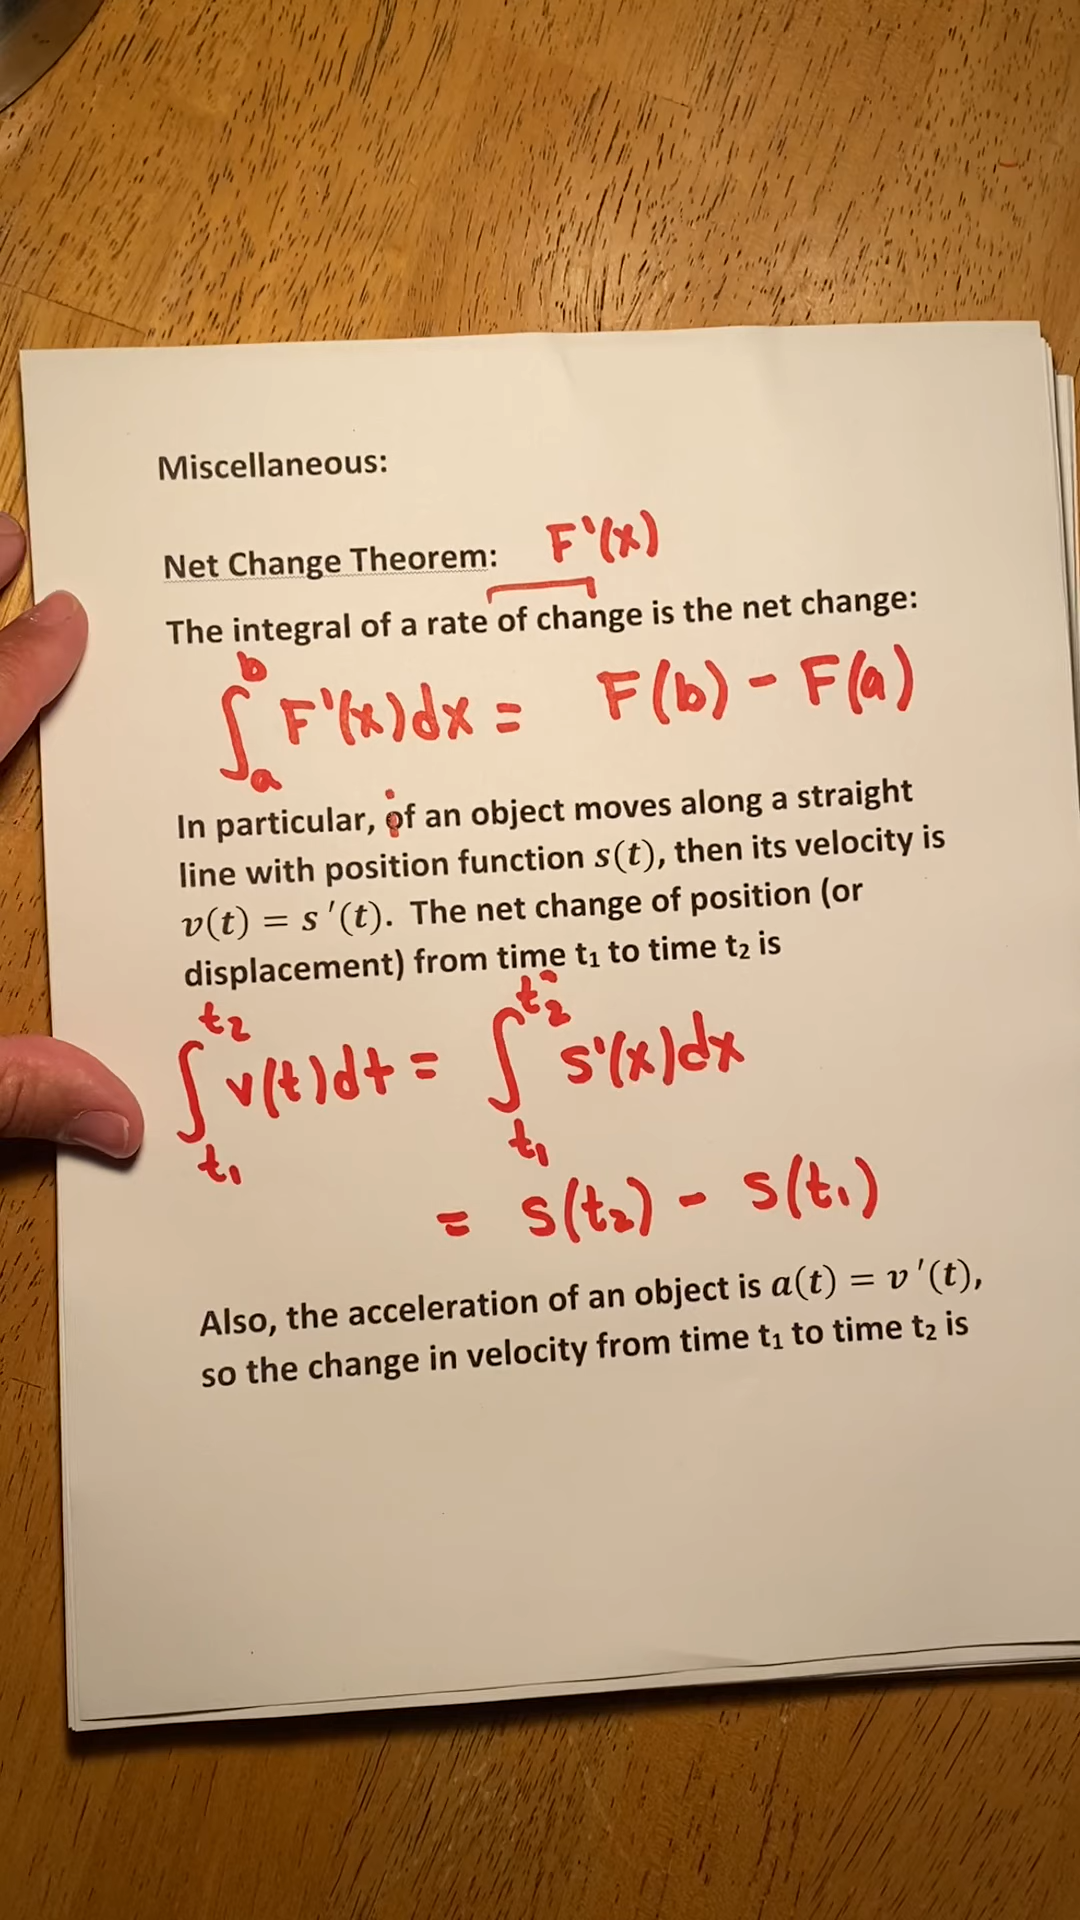 Miscellaneous:
Net Change Theorem: F'(x)
The integral of a rate of change is the net change:
∫_a^b F'(x)dx = F(b) - F(a)
In particular, if an object moves along a straight
line with position function s(t), then its velocity is
v(t) = s'(t). The net change of position (or
displacement) from time t₁ to time t₂ is
∫_{t₁}^{t₂} v(t)dt = ∫_{t₁}^{t₂} s'(x)dx
= s(t₂) - s(t₁)
Also, the acceleration of an object is a(t) = v'(t),
so the change in velocity from time t₁ to time t₂ is